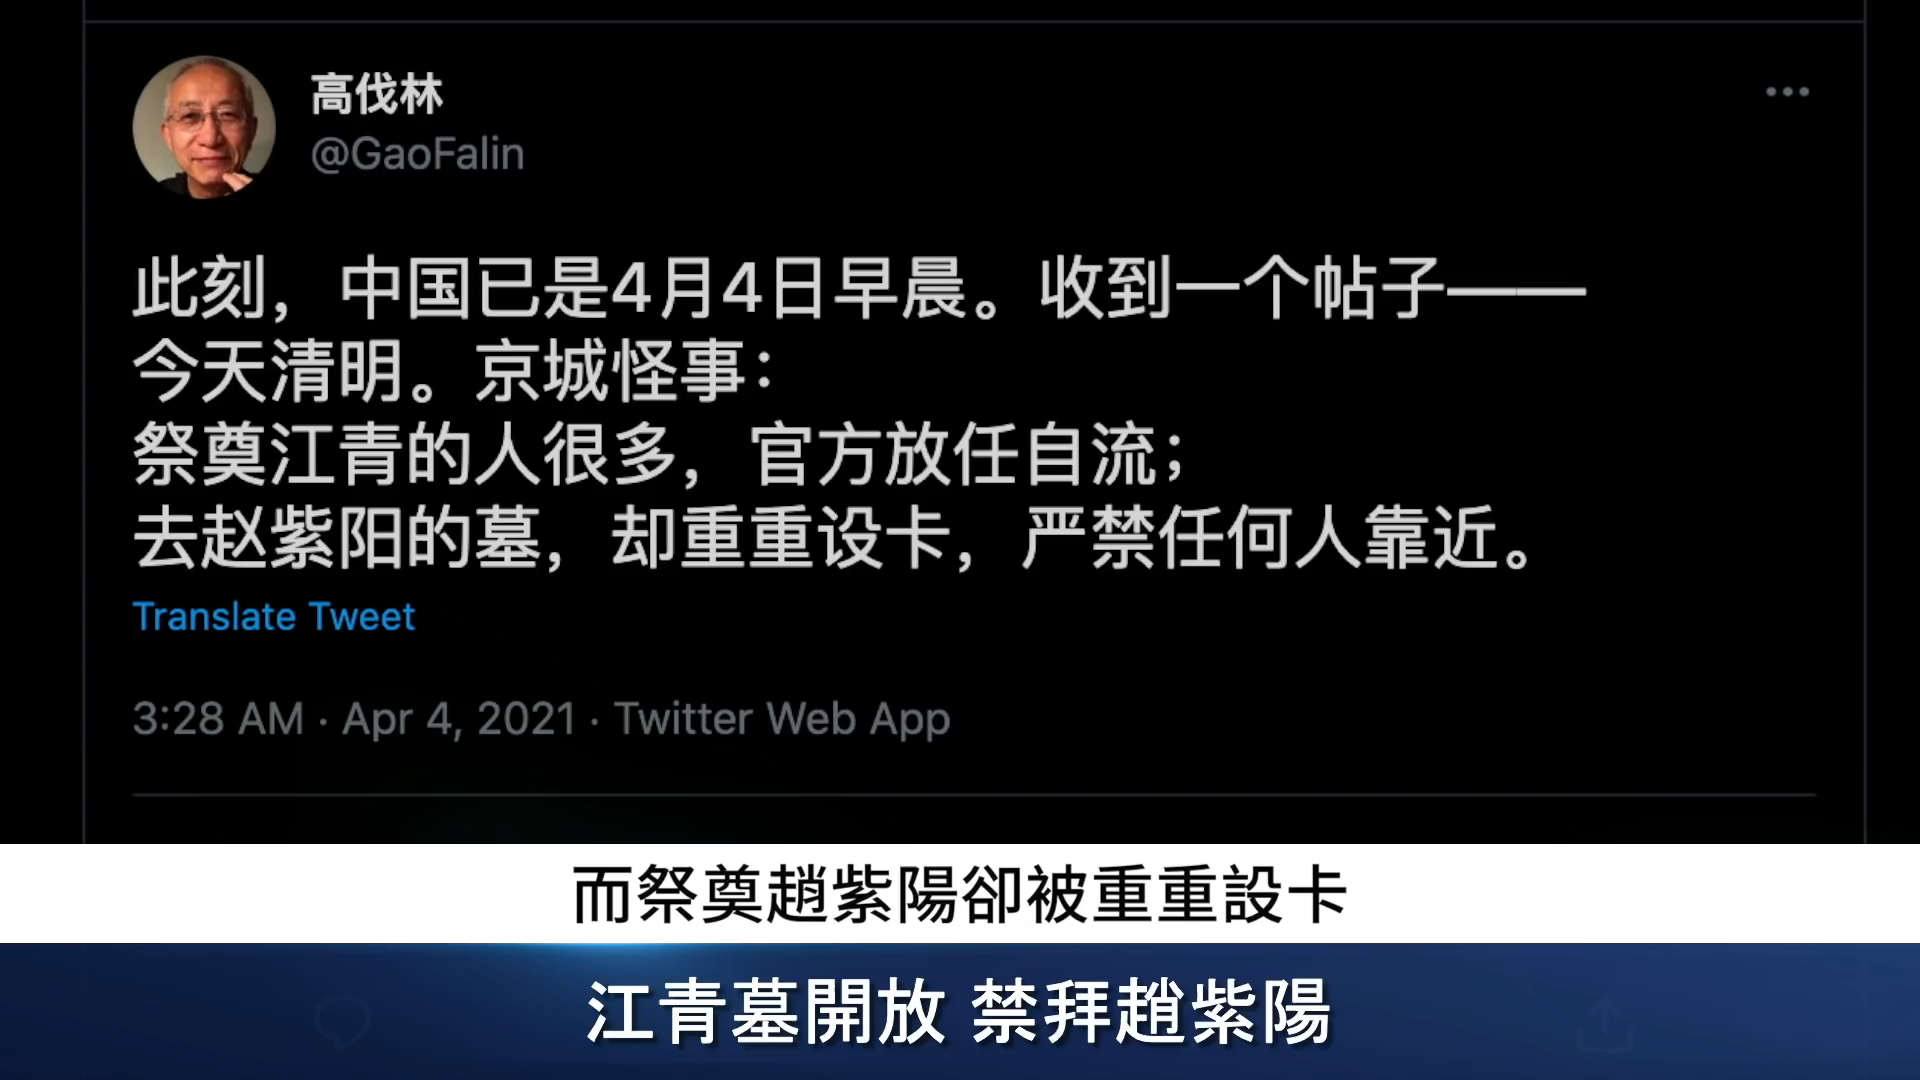 高伐林
@GaoFalin
此刻，中国已是4月4日早晨。收到一个帖子——
今天清明。京城怪事：
祭奠江青的人很多，官方放任自流；
去赵紫阳的墓，却重重设卡，严禁任何人靠近。
Translate Tweet
3:28 AM · Apr 4, 2021 · Twitter Web App
而祭奠趙紫陽卻被重重設卡
江青墓開放 禁拜趙紫陽